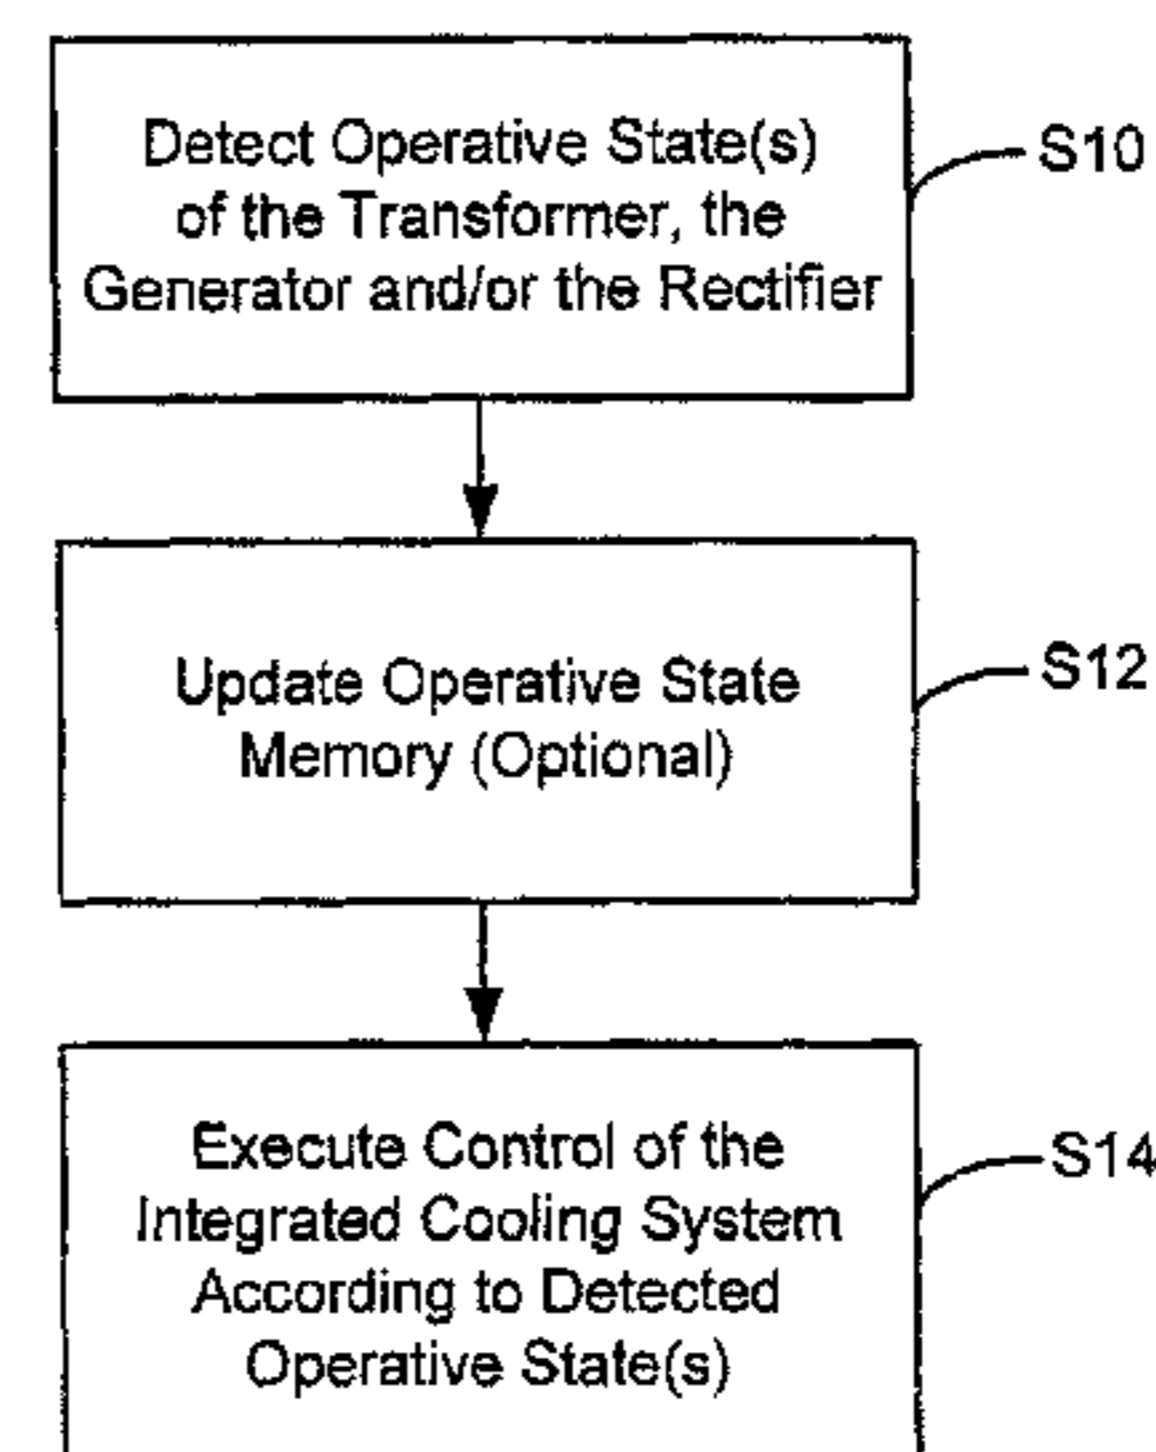 Detect Operative State(s)
of the Transformer, the
Generator and/or the Rectifier
S10
Update Operative State
Memory (Optional)
S12
Execute Control of the
Integrated Cooling System
According to Detected
Operative State(s)
S14